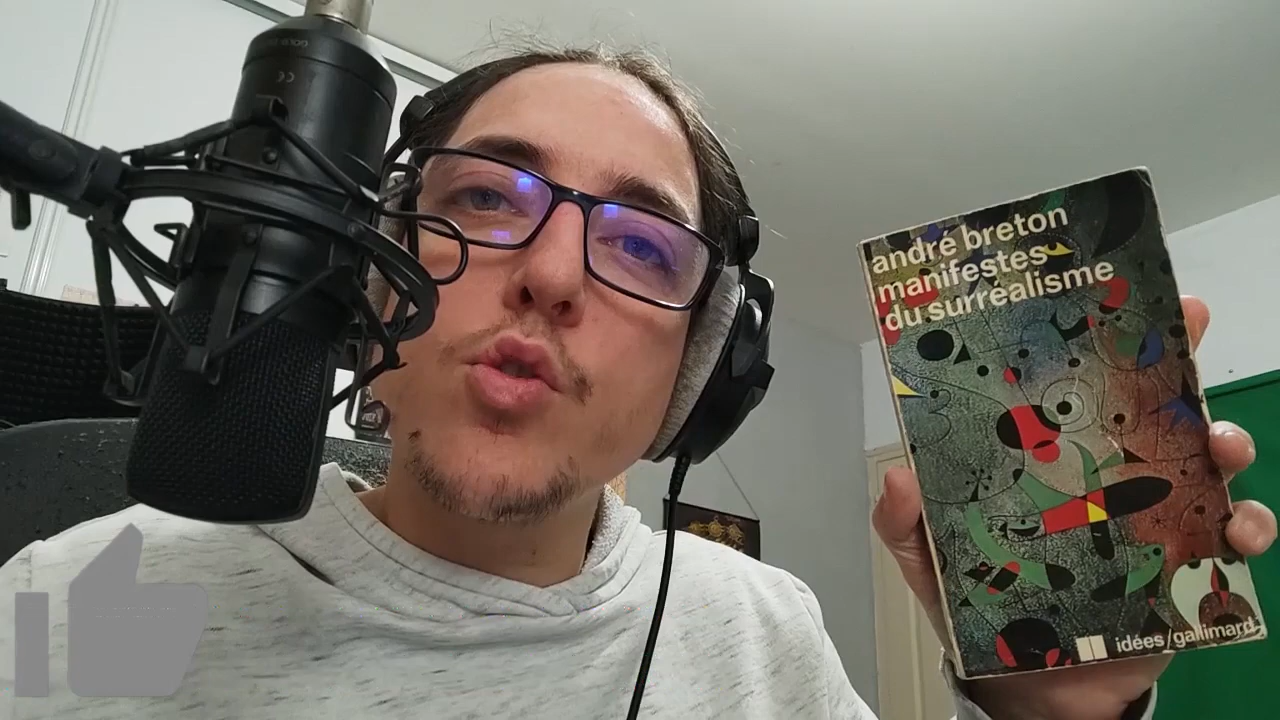 andré breton
manifestes
du surréalisme
idées/gallimard